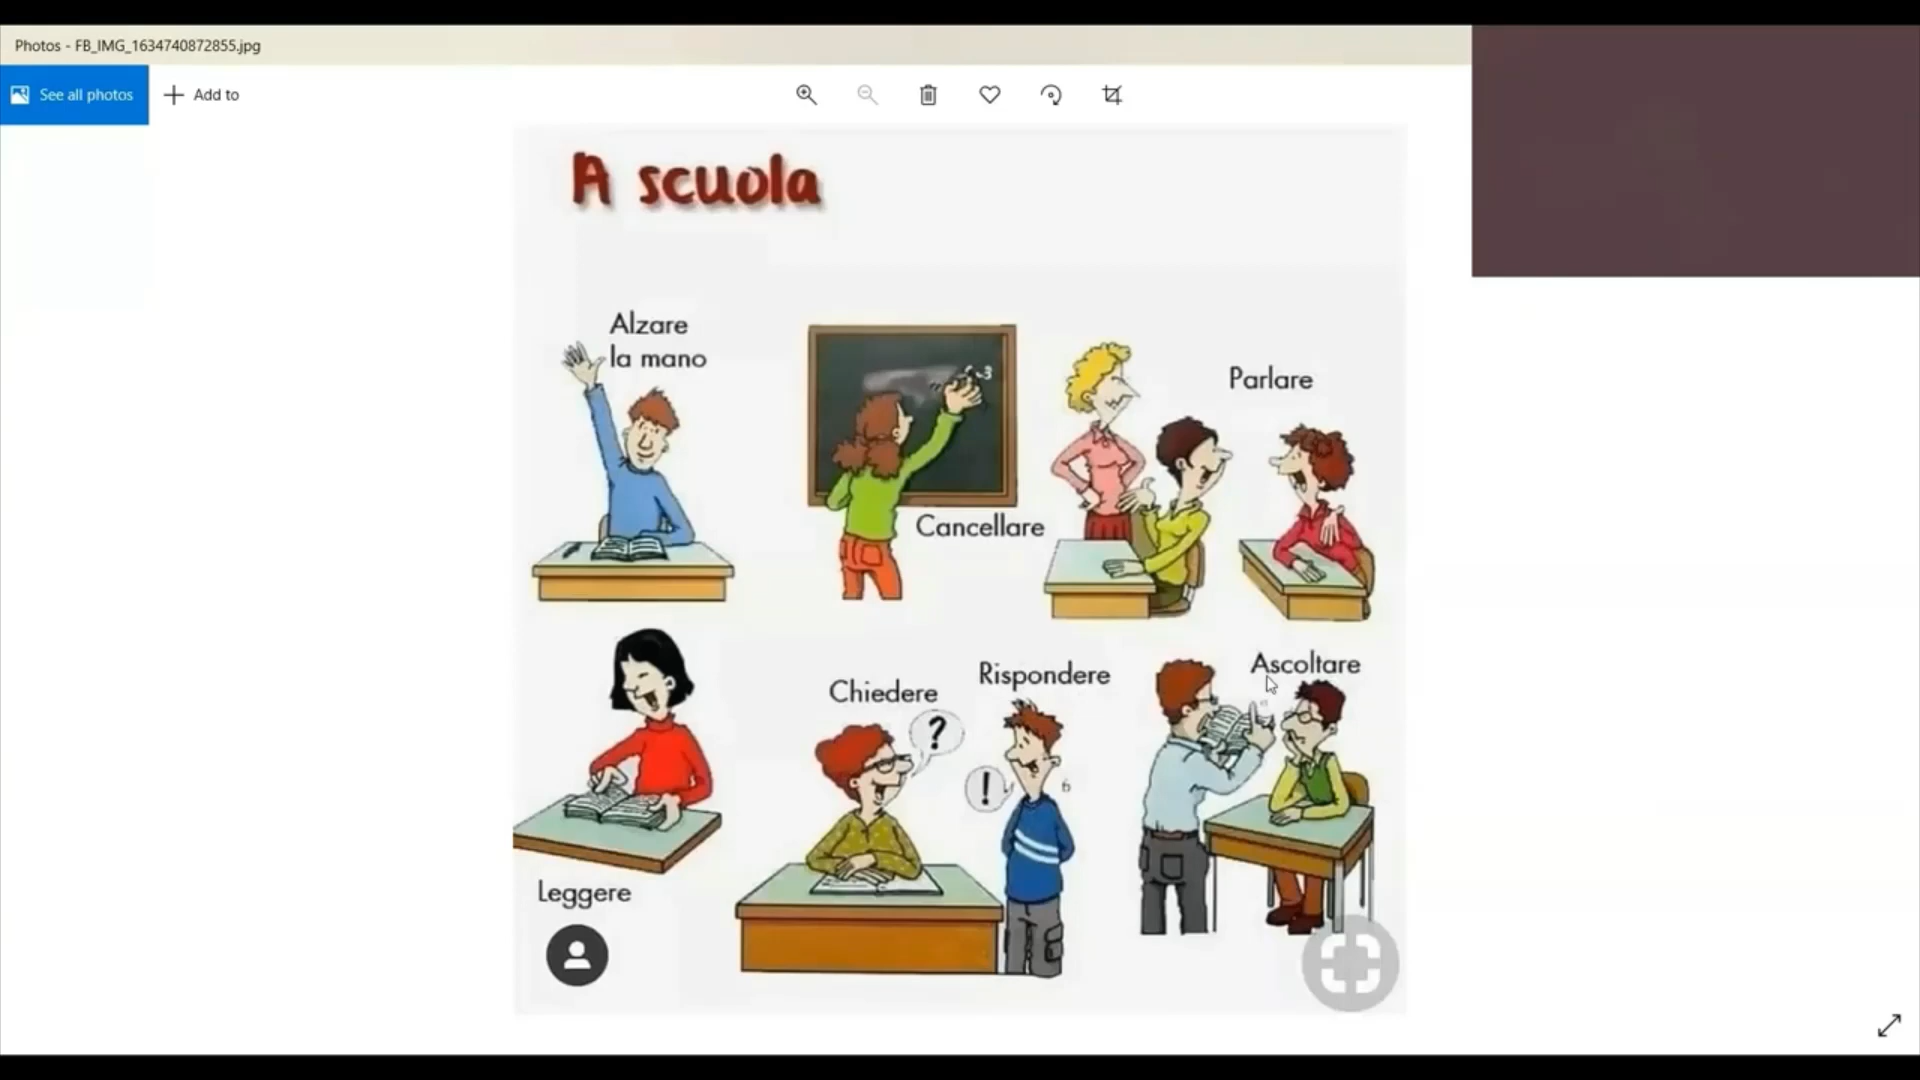 Photos - FB_IMG_1634740872855.jpg
See all photos
Add to
A scuola
Alzare
la mano
Cancellare
Parlare
Leggere
Chiedere
?
Rispondere
!
Ascoltare